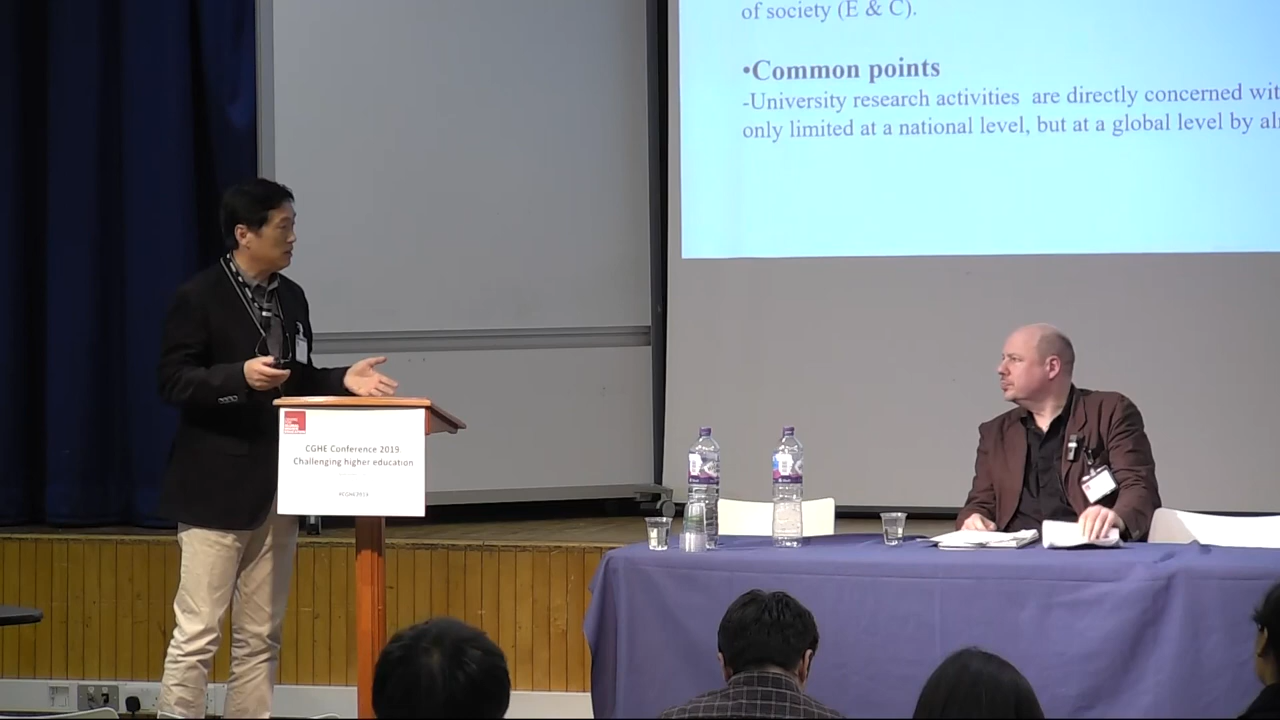 of society (E & C).
•Common points
-University research activities are directly concerned wit
only limited at a national level, but at a global level by al
CGHE Conference 2019
Challenging higher education
#CGHE2019